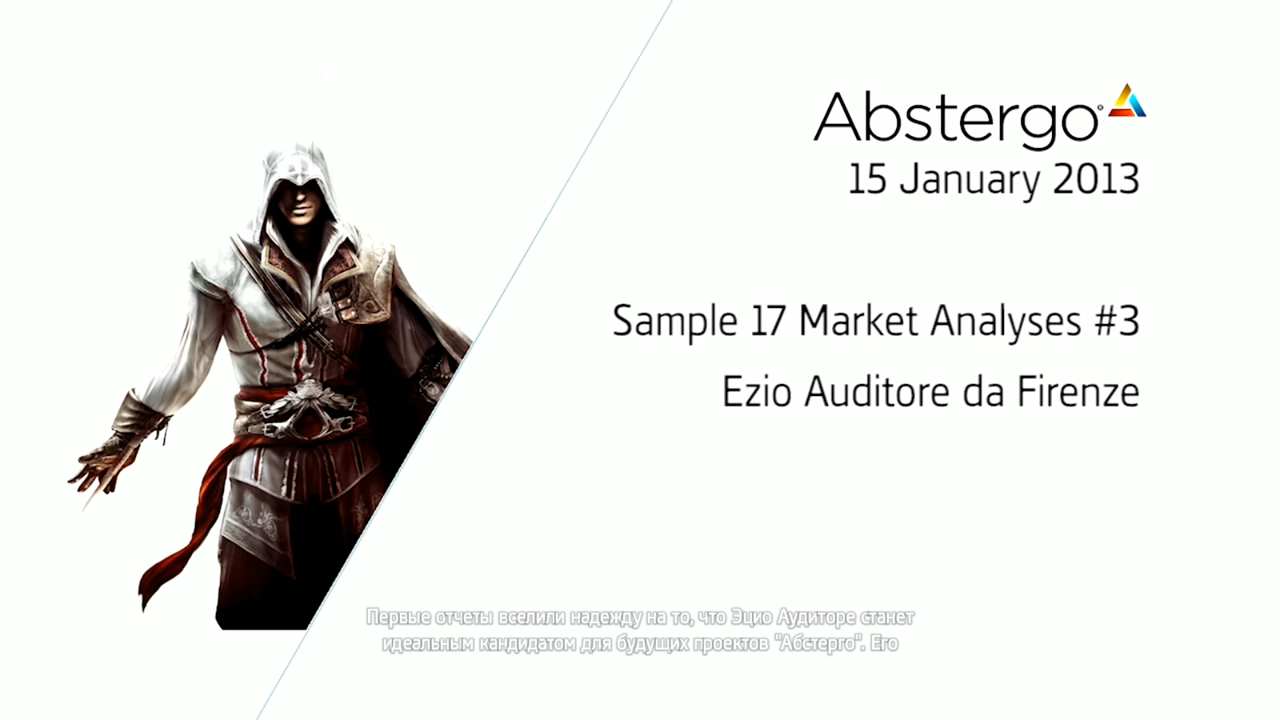 Abstergo®
15 January 2013
Sample 17 Market Analyses #3
Ezio Auditore da Firenze
Первые отчеты вселили надежду на то, что Эцио Аудиторе станет
идеальным кандидатом для будущих проектов "Абстерго". Его